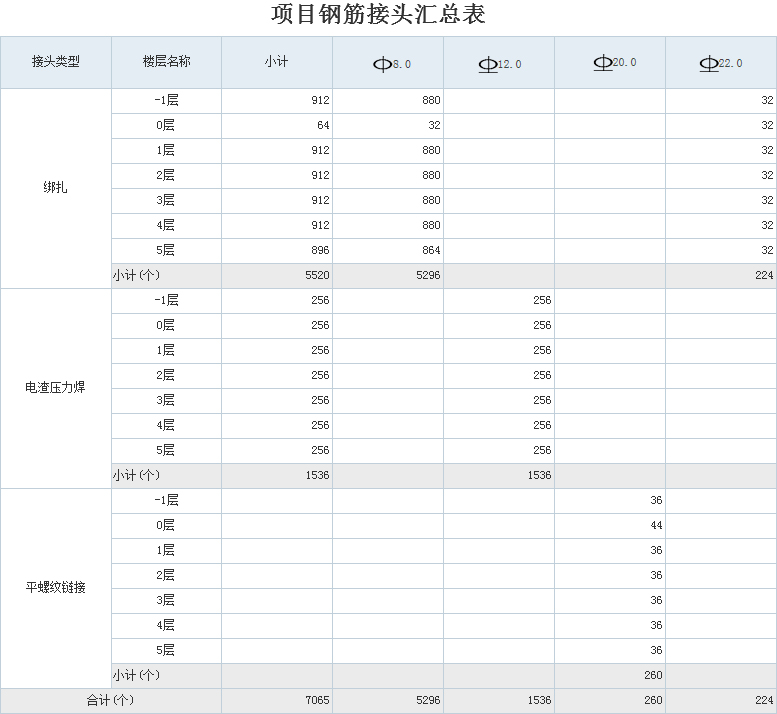 项目钢筋接头汇总表
接头类型 楼层名称 小计 ф8.0 ф12.0 ф20.0 ф22.0
绑扎
-1层 912 880 32
0层 64 32 32
1层 912 880 32
2层 912 880 32
3层 912 880 32
4层 912 880 32
5层 896 864 32
小计(个) 5520 5296 224
电渣压力焊
-1层 256 256
0层 256 256
1层 256 256
2层 256 256
3层 256 256
4层 256 256
5层 256 256
小计(个) 1536 1536
平螺纹链接
-1层 36
0层 44
1层 36
2层 36
3层 36
4层 36
5层 36
小计(个) 260
合计(个) 7065 5296 1536 260 224